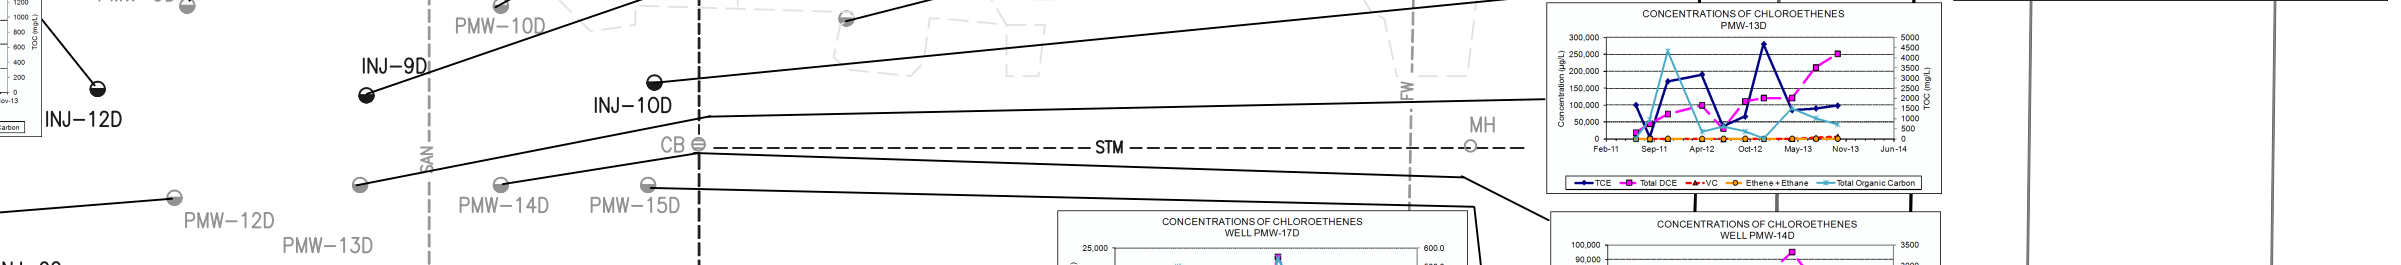 1200
1000
800
600
400
200
0
TOC (mg/L)
ov-13
Carbon
PMW-10D
INJ-9D
INJ-10D
INJ-12D
SAN
CB
STM
FW
MH
PMW-12D
PMW-13D
PMW-14D
PMW-15D
CONCENTRATIONS OF CHLOROETHENES
PMW-13D
Concentration (µg/L)
300,000
250,000
200,000
150,000
100,000
50,000
0
5000
4500
4000
3500
3000
2500
2000
1500
1000
500
0
TOC (mg/L)
Feb-11 Sep-11 Apr-12 Oct-12 May-13 Nov-13 Jun-14
TCE Total DCE VC Ethene + Ethane Total Organic Carbon
CONCENTRATIONS OF CHLOROETHENES
WELL PMW-17D
25,000
600.0
CONCENTRATIONS OF CHLOROETHENES
WELL PMW-14D
100,000
90,000
3500